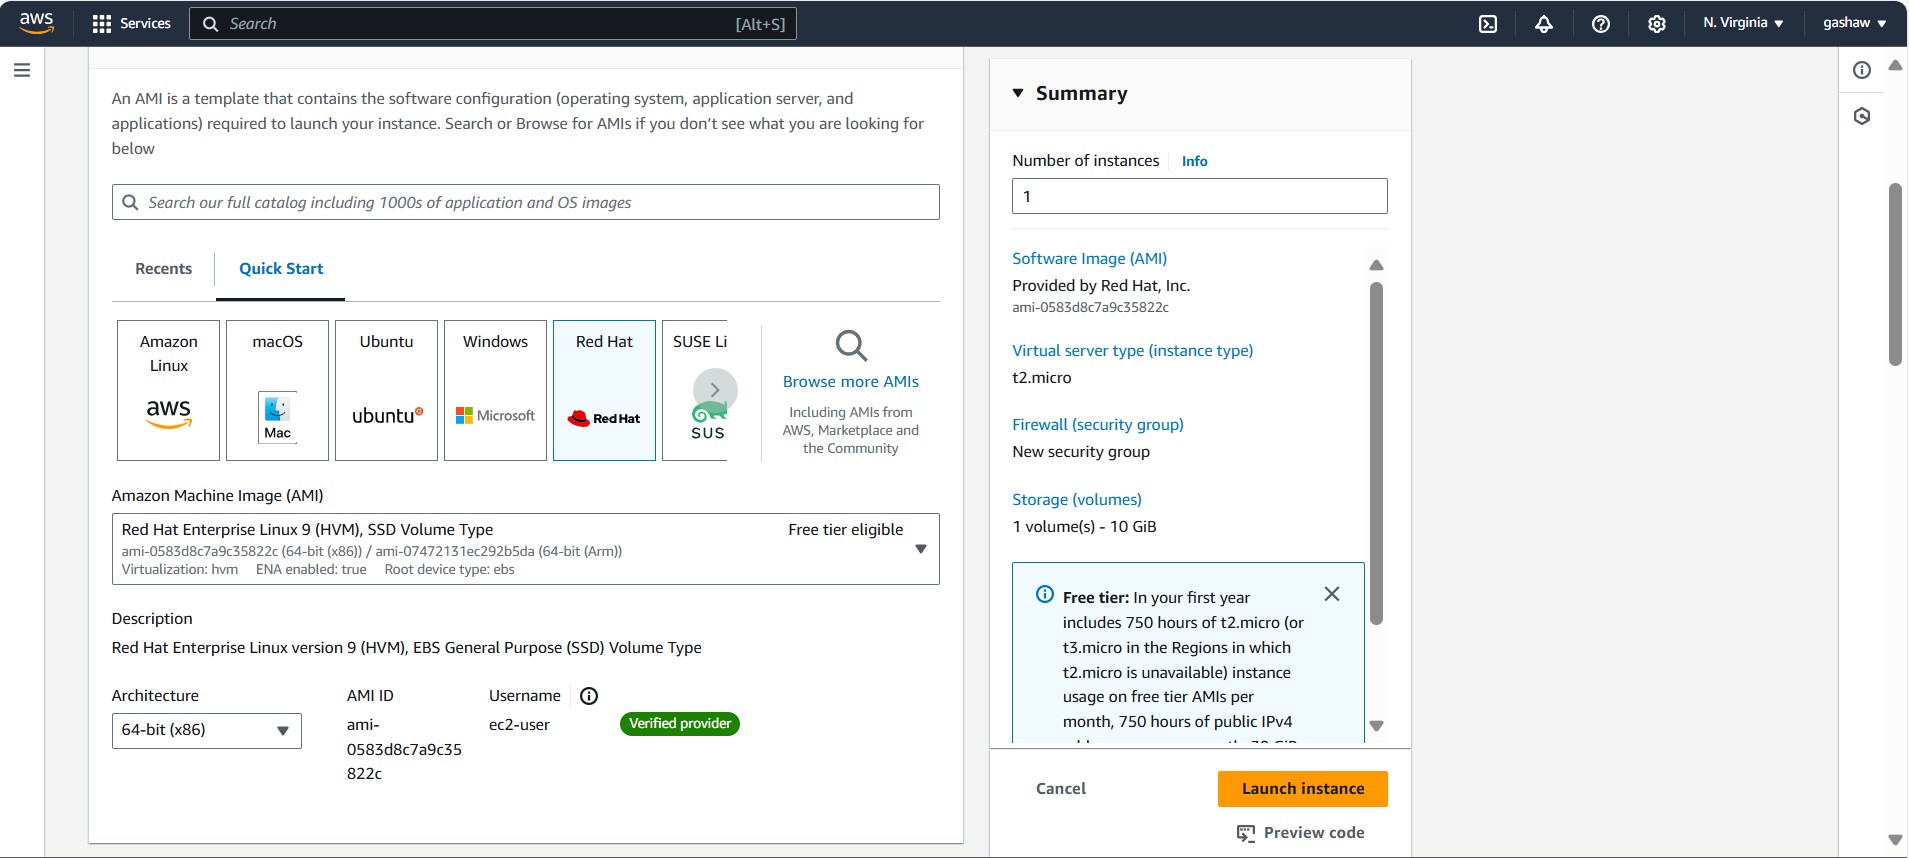 aws
Services
Search
[Alt+S]
N. Virginia
gashaw
An AMI is a template that contains the software configuration (operating system, application server, and
applications) required to launch your instance. Search or Browse for AMIs if you don’t see what you are looking for
below
Search our full catalog including 1000s of application and OS images
Recents
Quick Start
Amazon
Linux
aws
macOS
Mac
Ubuntu
ubuntu
Windows
Microsoft
Red Hat
Red Hat
SUSE Li
SUS
Browse more AMIs
Including AMIs from
AWS, Marketplace and
the Community
Amazon Machine Image (AMI)
Red Hat Enterprise Linux 9 (HVM), SSD Volume Type
Free tier eligible
ami-0583d8c7a9c35822c (64-bit (x86)) / ami-07472131ec292b5da (64-bit (Arm))
Virtualization: hvm ENA enabled: true Root device type: ebs
Description
Red Hat Enterprise Linux version 9 (HVM), EBS General Purpose (SSD) Volume Type
Architecture
64-bit (x86)
AMI ID
ami-
0583d8c7a9c35
822c
Username
ec2-user
Verified provider
Summary
Number of instances
Info
1
Software Image (AMI)
Provided by Red Hat, Inc.
ami-0583d8c7a9c35822c
Virtual server type (instance type)
t2.micro
Firewall (security group)
New security group
Storage (volumes)
1 volume(s) - 10 GiB
Free tier: In your first year
includes 750 hours of t2.micro (or
t3.micro in the Regions in which
t2.micro is unavailable) instance
usage on free tier AMIs per
month, 750 hours of public IPv4
Cancel
Launch instance
Preview code